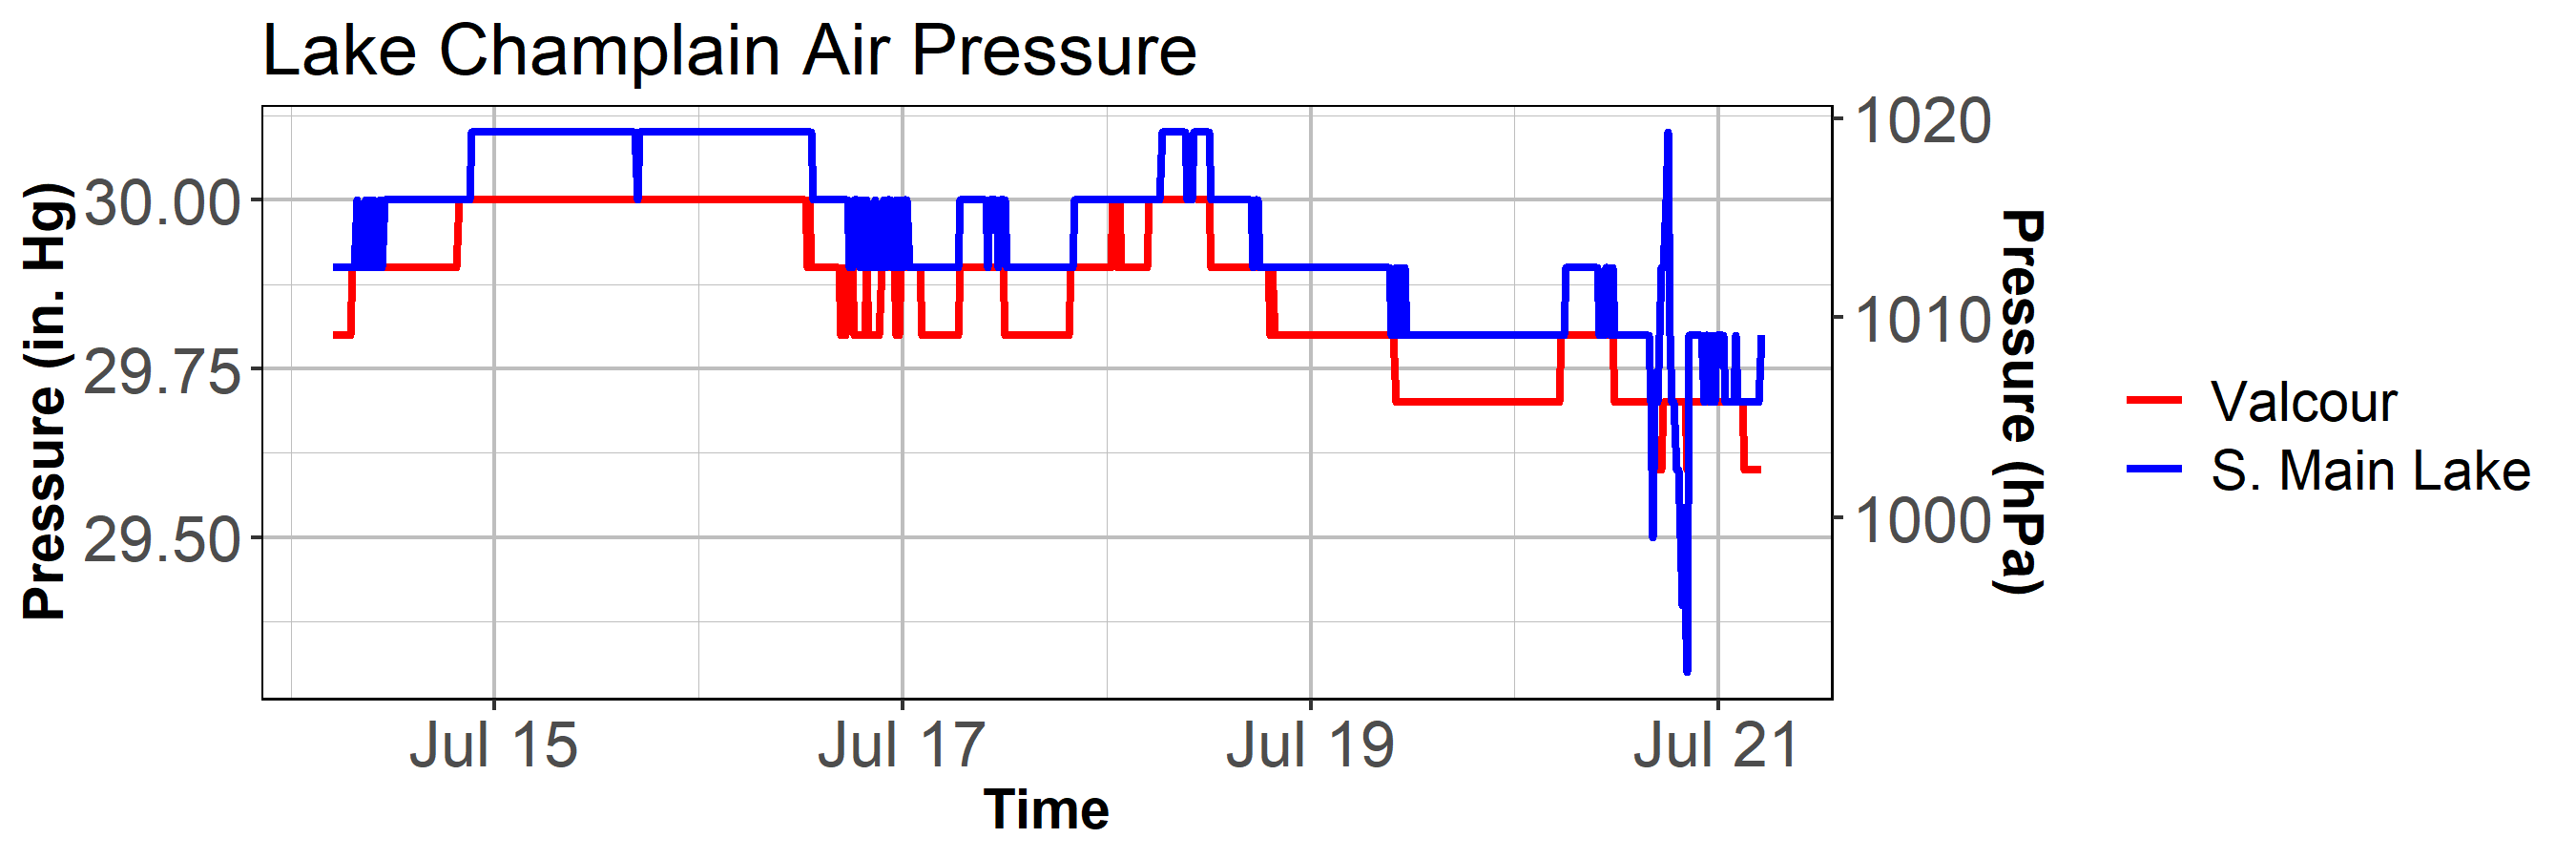 Lake Champlain Air Pressure
Pressure (in. Hg)
30.00
29.75
29.50
1020
1010
1000
Pressure (hPa)
Jul 15
Jul 17
Jul 19
Jul 21
Time
Valcour
S. Main Lake